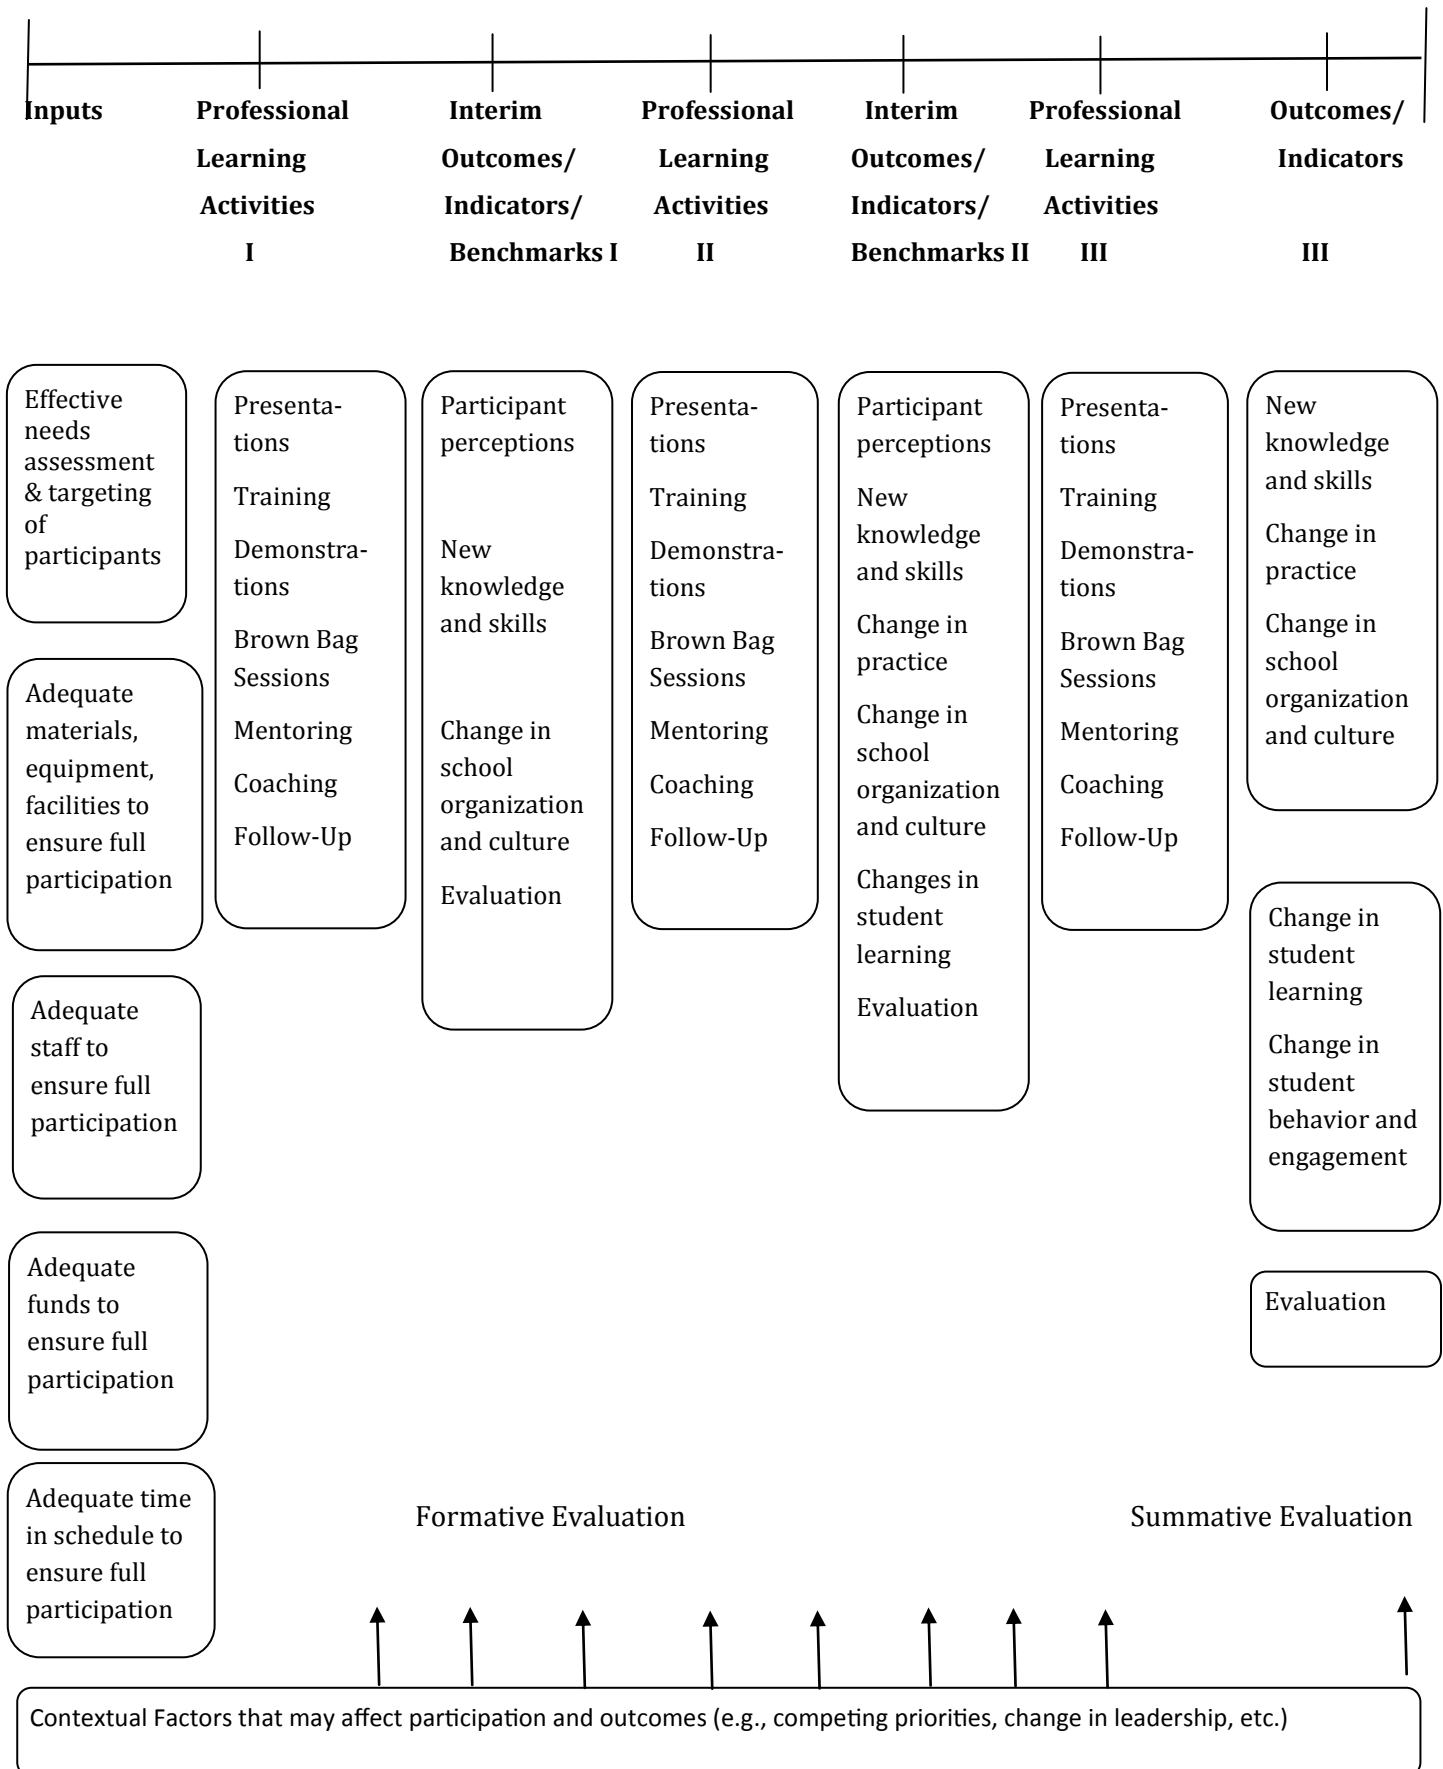 Inputs
Professional
Learning
Activities
I
Interim
Outcomes/
Indicators/
Benchmarks I
Professional
Learning
Activities
II
Interim
Outcomes/
Indicators/
Benchmarks II
Professional
Learning
Activities
III
Outcomes/
Indicators
III
Effective
needs
assessment
& targeting
of
participants
Adequate
materials,
equipment,
facilities to
ensure full
participation
Adequate
staff to
ensure full
participation
Adequate
funds to
ensure full
participation
Adequate time
in schedule to
ensure full
participation
Presenta-
tions
Training
Demonstra-
tions
Brown Bag
Sessions
Mentoring
Coaching
Follow-Up
Participant
perceptions
New
knowledge
and skills
Change in
school
organization
and culture
Evaluation
Presenta-
tions
Training
Demonstra-
tions
Brown Bag
Sessions
Mentoring
Coaching
Follow-Up
Participant
perceptions
New
knowledge
and skills
Change in
practice
Change in
school
organization
and culture
Changes in
student
learning
Evaluation
Presenta-
tions
Training
Demonstra-
tions
Brown Bag
Sessions
Mentoring
Coaching
Follow-Up
New
knowledge
and skills
Change in
practice
Change in
school
organization
and culture
Change in
student
learning
Change in
student
behavior and
engagement
Evaluation
Formative Evaluation
Summative Evaluation
Contextual Factors that may affect participation and outcomes (e.g., competing priorities, change in leadership, etc.)